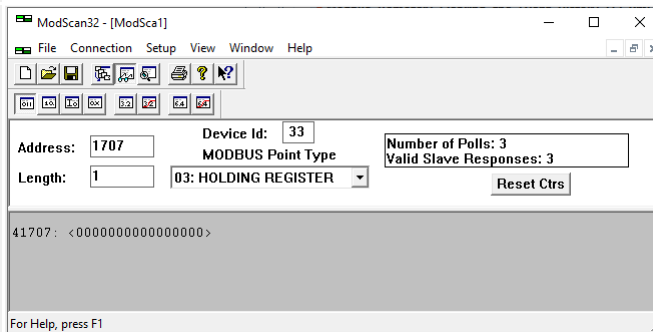 ModScan32 - [ModSca1]
File Connection Setup View Window Help
Address: 1707
Device Id: 33
MODBUS Point Type
Length: 1
03: HOLDING REGISTER
Number of Polls: 3
Valid Slave Responses: 3
Reset Ctrs
41707: <0000000000000000>
For Help, press F1